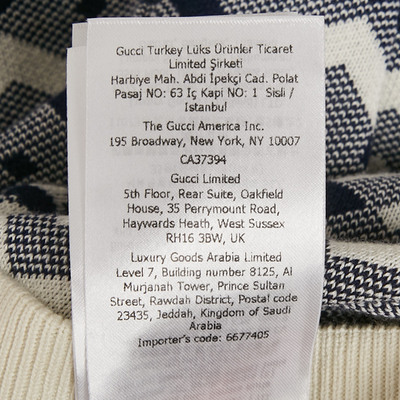 Gucci Turkey Lüks Ürünler Ticaret
Limited Şirketi
Harbiye Mah. Abdi İpekçi Cad. Polat
Pasaj NO: 63 İç Kapi NO: 1 Sisli /
Istanbul
The Gucci America Inc.
195 Broadway, New York, NY 10007
CA37394
Gucci Limited
5th Floor, Rear Suite, Oakfield
House, 35 Perrymount Road,
Haywards Heath, West Sussex
RH16 3BW, UK
Luxury Goods Arabia Limited
Level 7, Building number 8125, Al
Murjanah Tower, Prince Sultan
Street, Rawdah District, Postal code
23435, Jeddah, Kingdom of Saudi
Arabia
Importer's code: 6677405